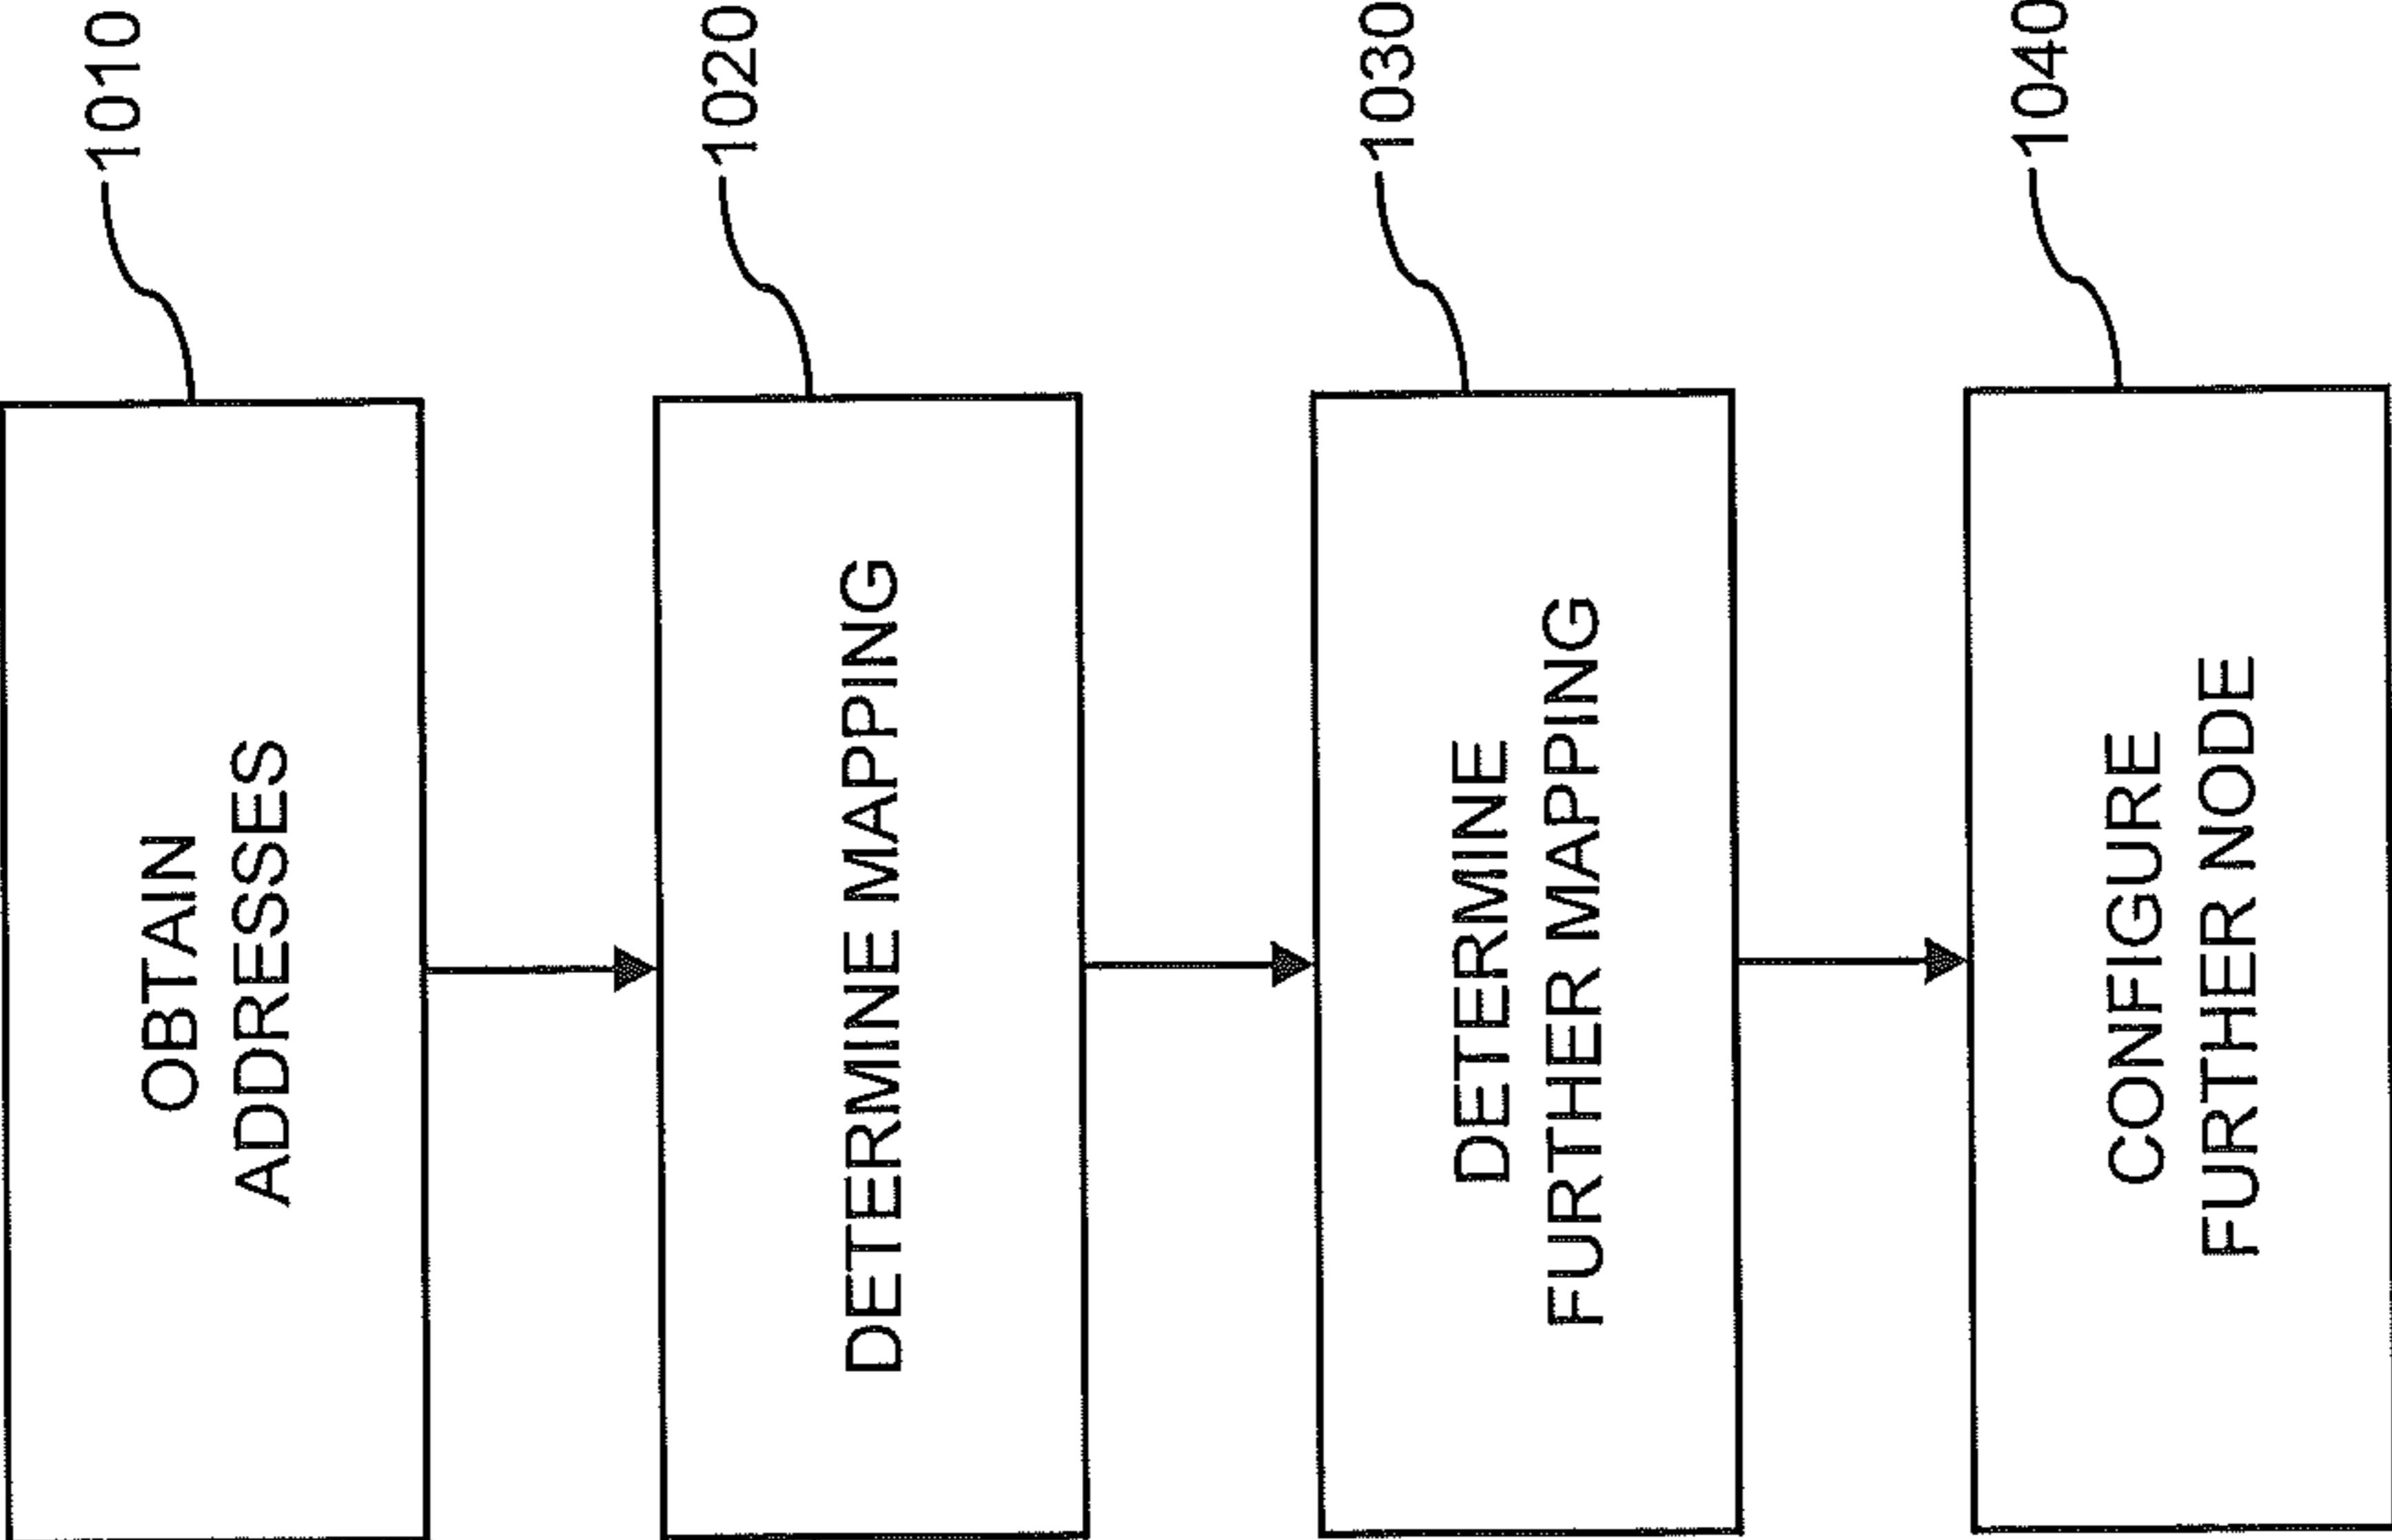 1010
OBTAIN
ADDRESSES
1020
DETERMINE MAPPING
1030
DETERMINE
FURTHER MAPPING
1040
CONFIGURE
FURTHER NODE